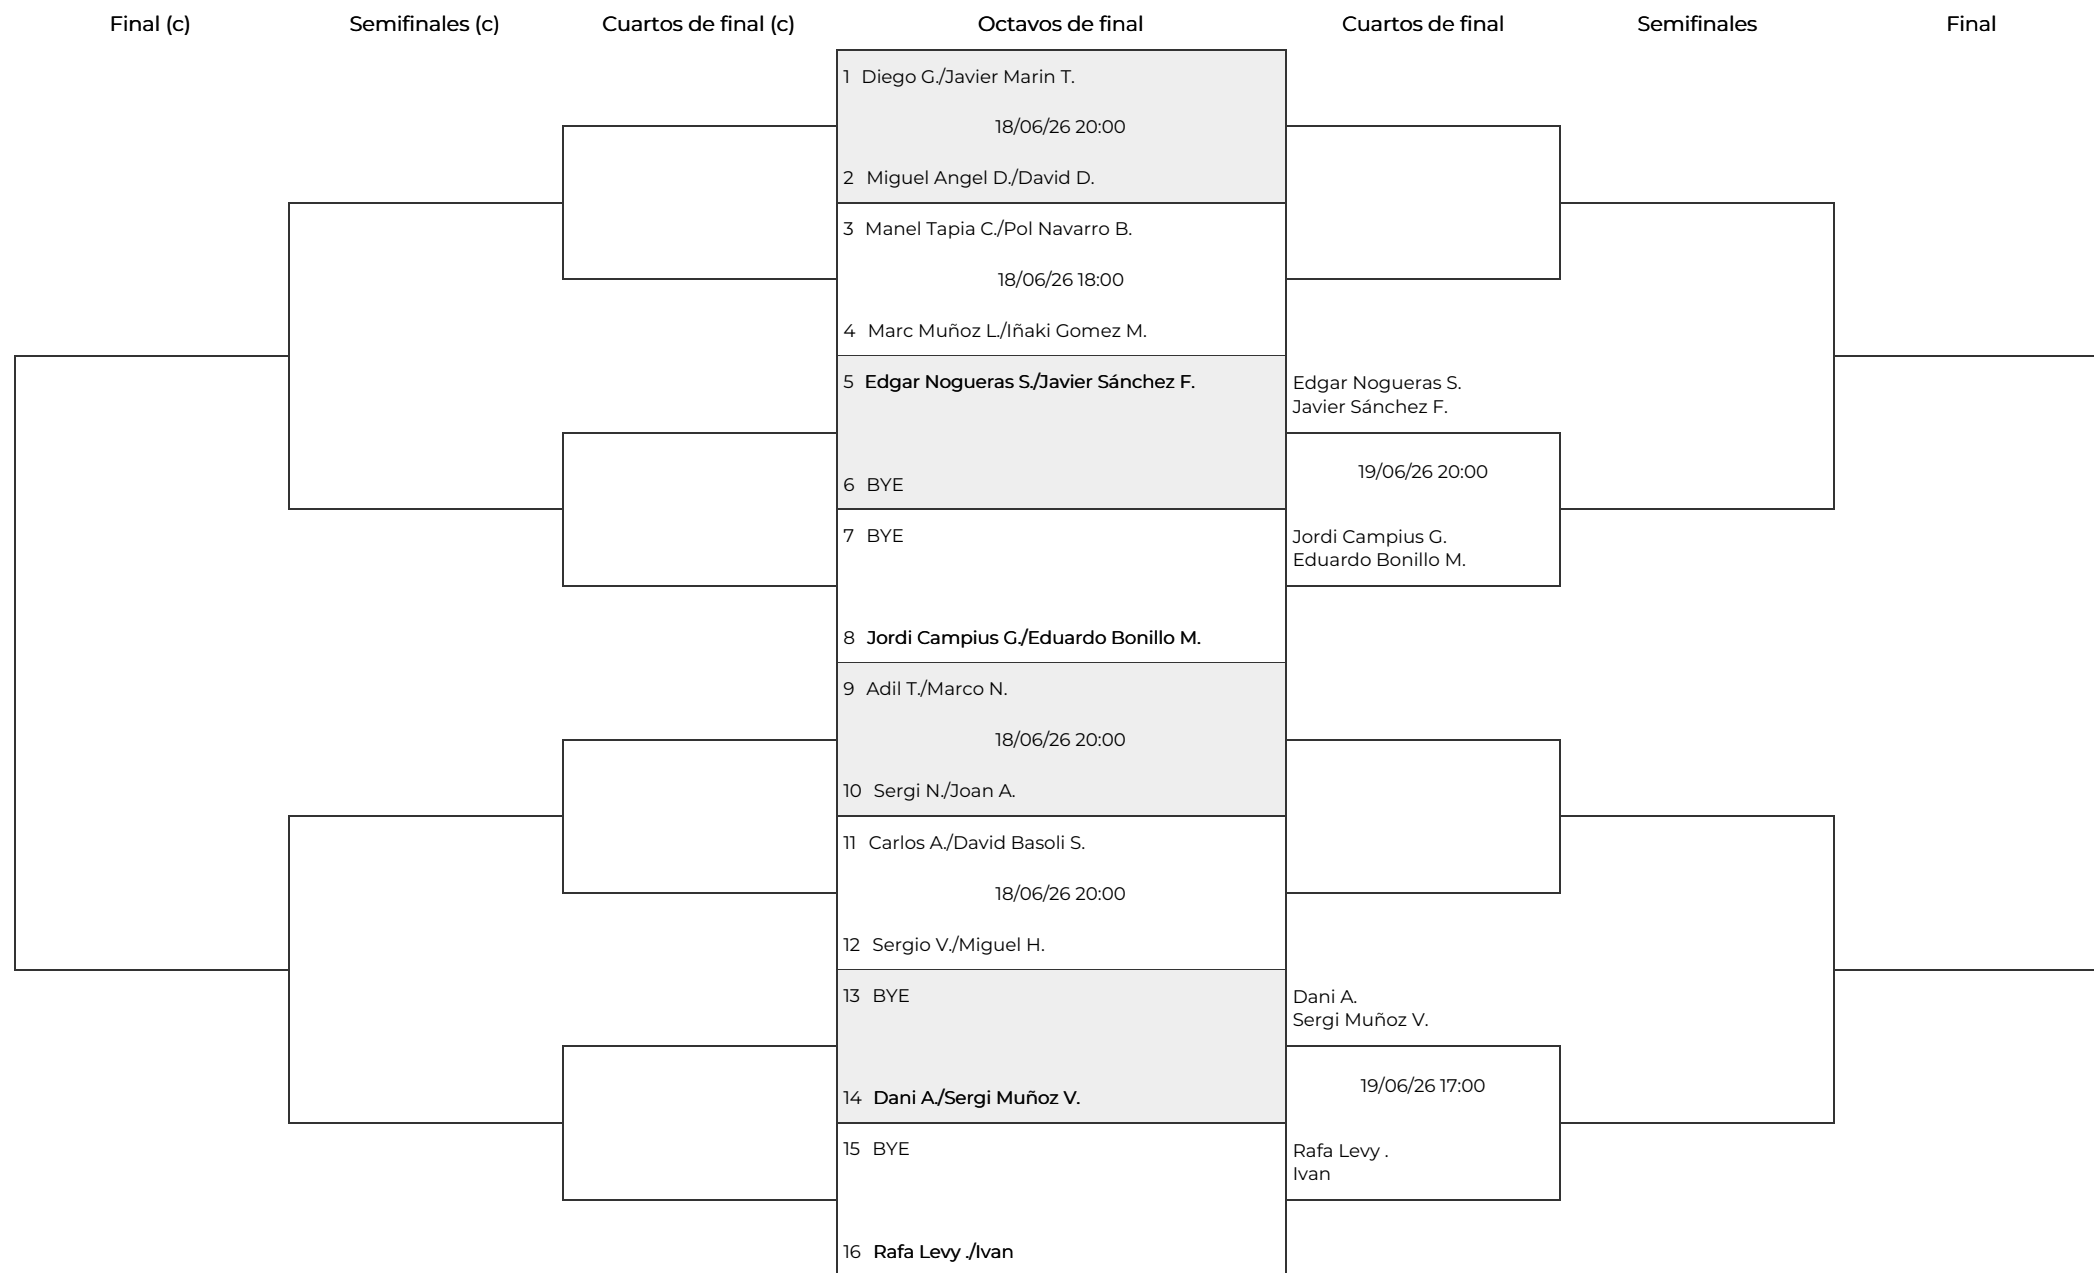 Final (c)
Semifinales (c)
Cuartos de final (c)
Octavos de final
Cuartos de final
Semifinales
Final
1 Diego G./Javier Marin T.
18/06/26 20:00
2 Miguel Angel D./David D.
3 Manel Tapia C./Pol Navarro B.
18/06/26 18:00
4 Marc Muñoz L./Iñaki Gomez M.
5 Edgar Nogueras S./Javier Sánchez F.
6 BYE
7 BYE
8 Jordi Campius G./Eduardo Bonillo M.
9 Adil T./Marco N.
18/06/26 20:00
10 Sergi N./Joan A.
11 Carlos A./David Basoli S.
18/06/26 20:00
12 Sergio V./Miguel H.
13 BYE
14 Dani A./Sergi Muñoz V.
15 BYE
16 Rafa Levy ./Ivan
Edgar Nogueras S.
Javier Sánchez F.
19/06/26 20:00
Jordi Campius G.
Eduardo Bonillo M.
Dani A.
Sergi Muñoz V.
19/06/26 17:00
Rafa Levy .
Ivan